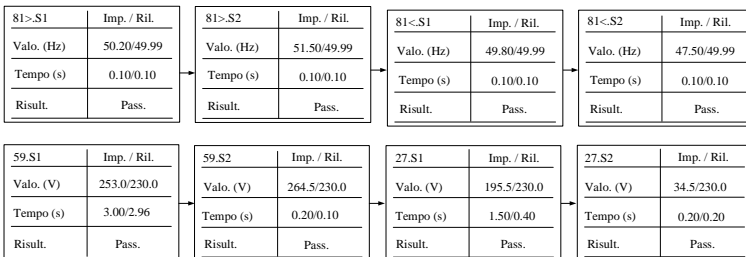 81>.S1 Imp. / Ril.
Valo. (Hz) 50.20/49.99
Tempo (s) 0.10/0.10
Risult. Pass.
81>.S2 Imp. / Ril.
Valo. (Hz) 51.50/49.99
Tempo (s) 0.10/0.10
Risult. Pass.
81<.S1 Imp. / Ril.
Valo. (Hz) 49.80/49.99
Tempo (s) 0.10/0.10
Risult. Pass.
81<.S2 Imp. / Ril.
Valo. (Hz) 47.50/49.99
Tempo (s) 0.10/0.10
Risult. Pass.
59.S1 Imp. / Ril.
Valo. (V) 253.0/230.0
Tempo (s) 3.00/2.96
Risult. Pass.
59.S2 Imp. / Ril.
Valo. (V) 264.5/230.0
Tempo (s) 0.20/0.10
Risult. Pass.
27.S1 Imp. / Ril.
Valo. (V) 195.5/230.0
Tempo (s) 1.50/0.40
Risult. Pass.
27.S2 Imp. / Ril.
Valo. (V) 34.5/230.0
Tempo (s) 0.20/0.20
Risult. Pass.